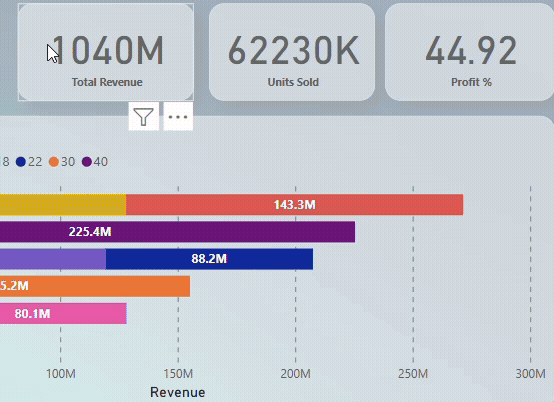 1040M
Total Revenue
62230K
Units Sold
44.92
Profit %
8 22 30 40
143.3M
225.4M
88.2M
5.2M
80.1M
100M 150M 200M 250M 300M
Revenue